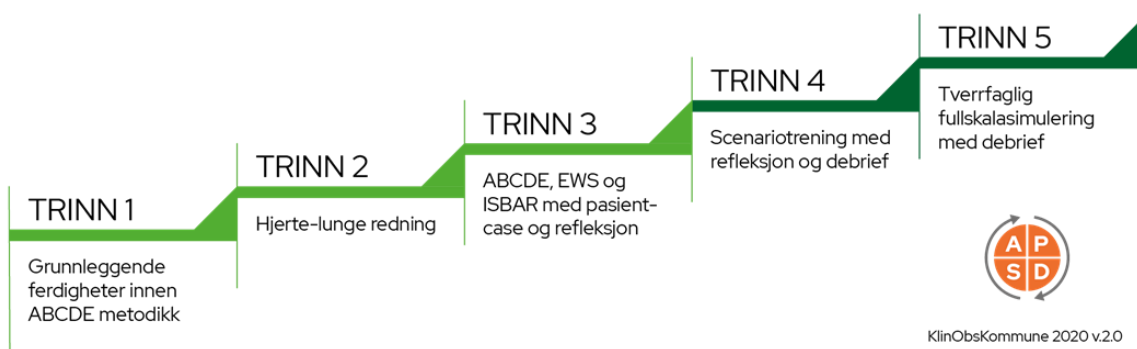 TRINN 1
Grunnleggende
ferdigheter innen
ABCDE metodikk
TRINN 2
Hjerte-lunge redning
TRINN 3
ABCDE, EWS og
ISBAR med pasient-
case og refleksjon
TRINN 4
Scenariotrening med
refleksjon og debrief
TRINN 5
Tverrfaglig
fullskalasimulering
med debrief
A P
S D
KlinObsKommune 2020 v.2.0